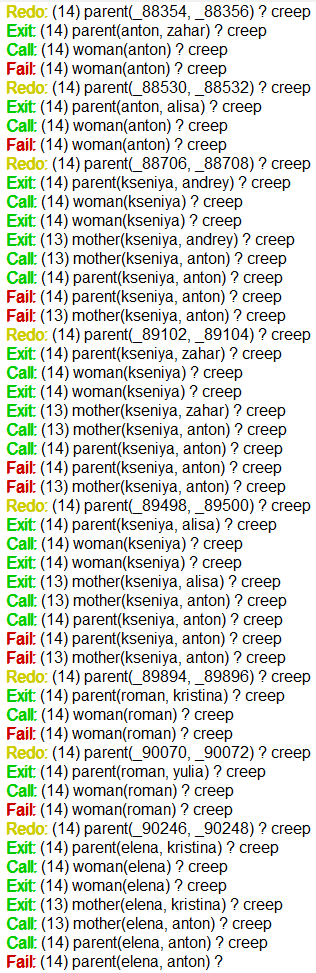 Redo: (14) parent(_88354, _88356) ? creep
Exit: (14) parent(anton, zahar) ? creep
Call: (14) woman(anton) ? creep
Fail: (14) woman(anton) ? creep
Redo: (14) parent(_88530, _88532) ? creep
Exit: (14) parent(anton, alisa) ? creep
Call: (14) woman(anton) ? creep
Fail: (14) woman(anton) ? creep
Redo: (14) parent(_88706, _88708) ? creep
Exit: (14) parent(kseniya, andrey) ? creep
Call: (14) woman(kseniya) ? creep
Exit: (14) woman(kseniya) ? creep
Exit: (13) mother(kseniya, andrey) ? creep
Call: (13) mother(kseniya, anton) ? creep
Call: (14) parent(kseniya, anton) ? creep
Fail: (14) parent(kseniya, anton) ? creep
Fail: (13) mother(kseniya, anton) ? creep
Redo: (14) parent(_89102, _89104) ? creep
Exit: (14) parent(kseniya, zahar) ? creep
Call: (14) woman(kseniya) ? creep
Exit: (14) woman(kseniya) ? creep
Exit: (13) mother(kseniya, zahar) ? creep
Call: (13) mother(kseniya, anton) ? creep
Call: (14) parent(kseniya, anton) ? creep
Fail: (14) parent(kseniya, anton) ? creep
Fail: (13) mother(kseniya, anton) ? creep
Redo: (14) parent(_89498, _89500) ? creep
Exit: (14) parent(kseniya, alisa) ? creep
Call: (14) woman(kseniya) ? creep
Exit: (14) woman(kseniya) ? creep
Exit: (13) mother(kseniya, alisa) ? creep
Call: (13) mother(kseniya, anton) ? creep
Call: (14) parent(kseniya, anton) ? creep
Fail: (14) parent(kseniya, anton) ? creep
Fail: (13) mother(kseniya, anton) ? creep
Redo: (14) parent(_89894, _89896) ? creep
Exit: (14) parent(roman, kristina) ? creep
Call: (14) woman(roman) ? creep
Fail: (14) woman(roman) ? creep
Redo: (14) parent(_90070, _90072) ? creep
Exit: (14) parent(roman, yulia) ? creep
Call: (14) woman(roman) ? creep
Fail: (14) woman(roman) ? creep
Redo: (14) parent(_90246, _90248) ? creep
Exit: (14) parent(elena, kristina) ? creep
Call: (14) woman(elena) ? creep
Exit: (14) woman(elena) ? creep
Exit: (13) mother(elena, kristina) ? creep
Call: (13) mother(elena, anton) ? creep
Call: (14) parent(elena, anton) ? creep
Fail: (14) parent(elena, anton) ?